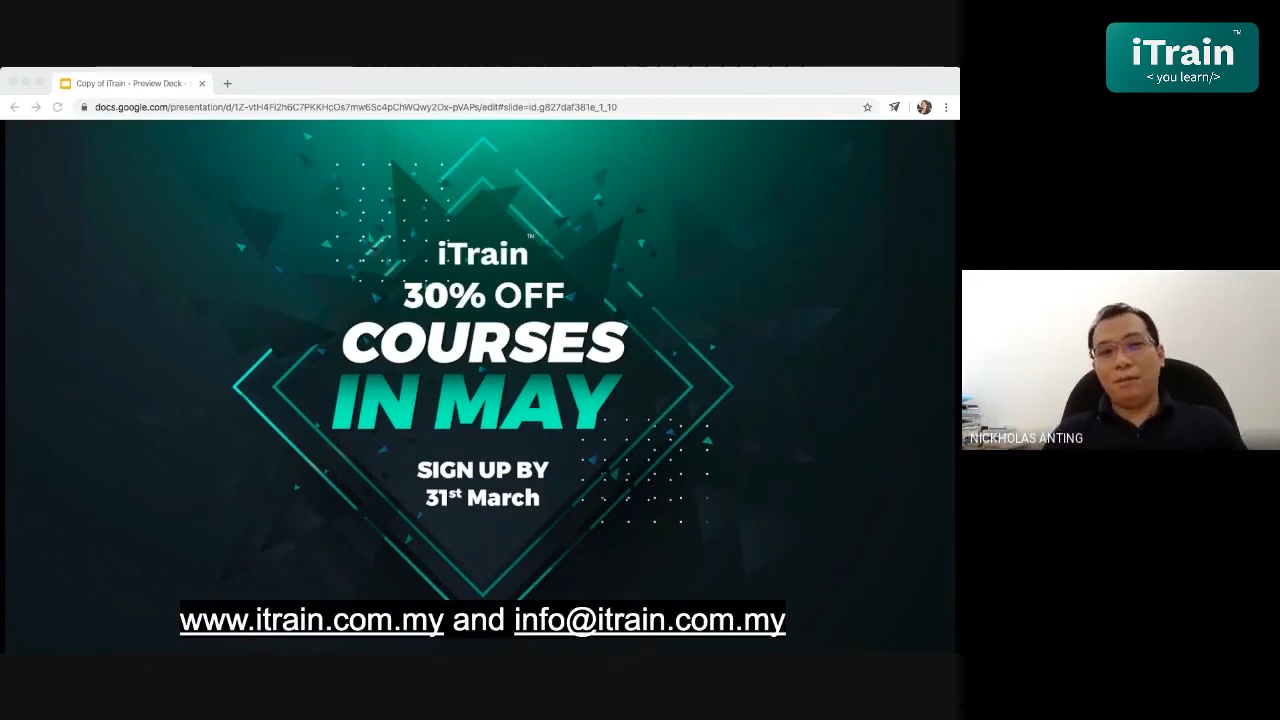 iTrain™
< you learn/>
Copy of iTrain - Preview Deck -
docs.google.com/presentation/d/1Z-vtH4Fl2h6C7PKKHcOs7mw6Sc4pChWQwy2Ox-pVAPs/edit#slide=id.g827daf381e_1_10
iTrain™
30% OFF
COURSES
IN MAY
SIGN UP BY
31st March
www.itrain.com.my and info@itrain.com.my
NICKHOLAS ANTING